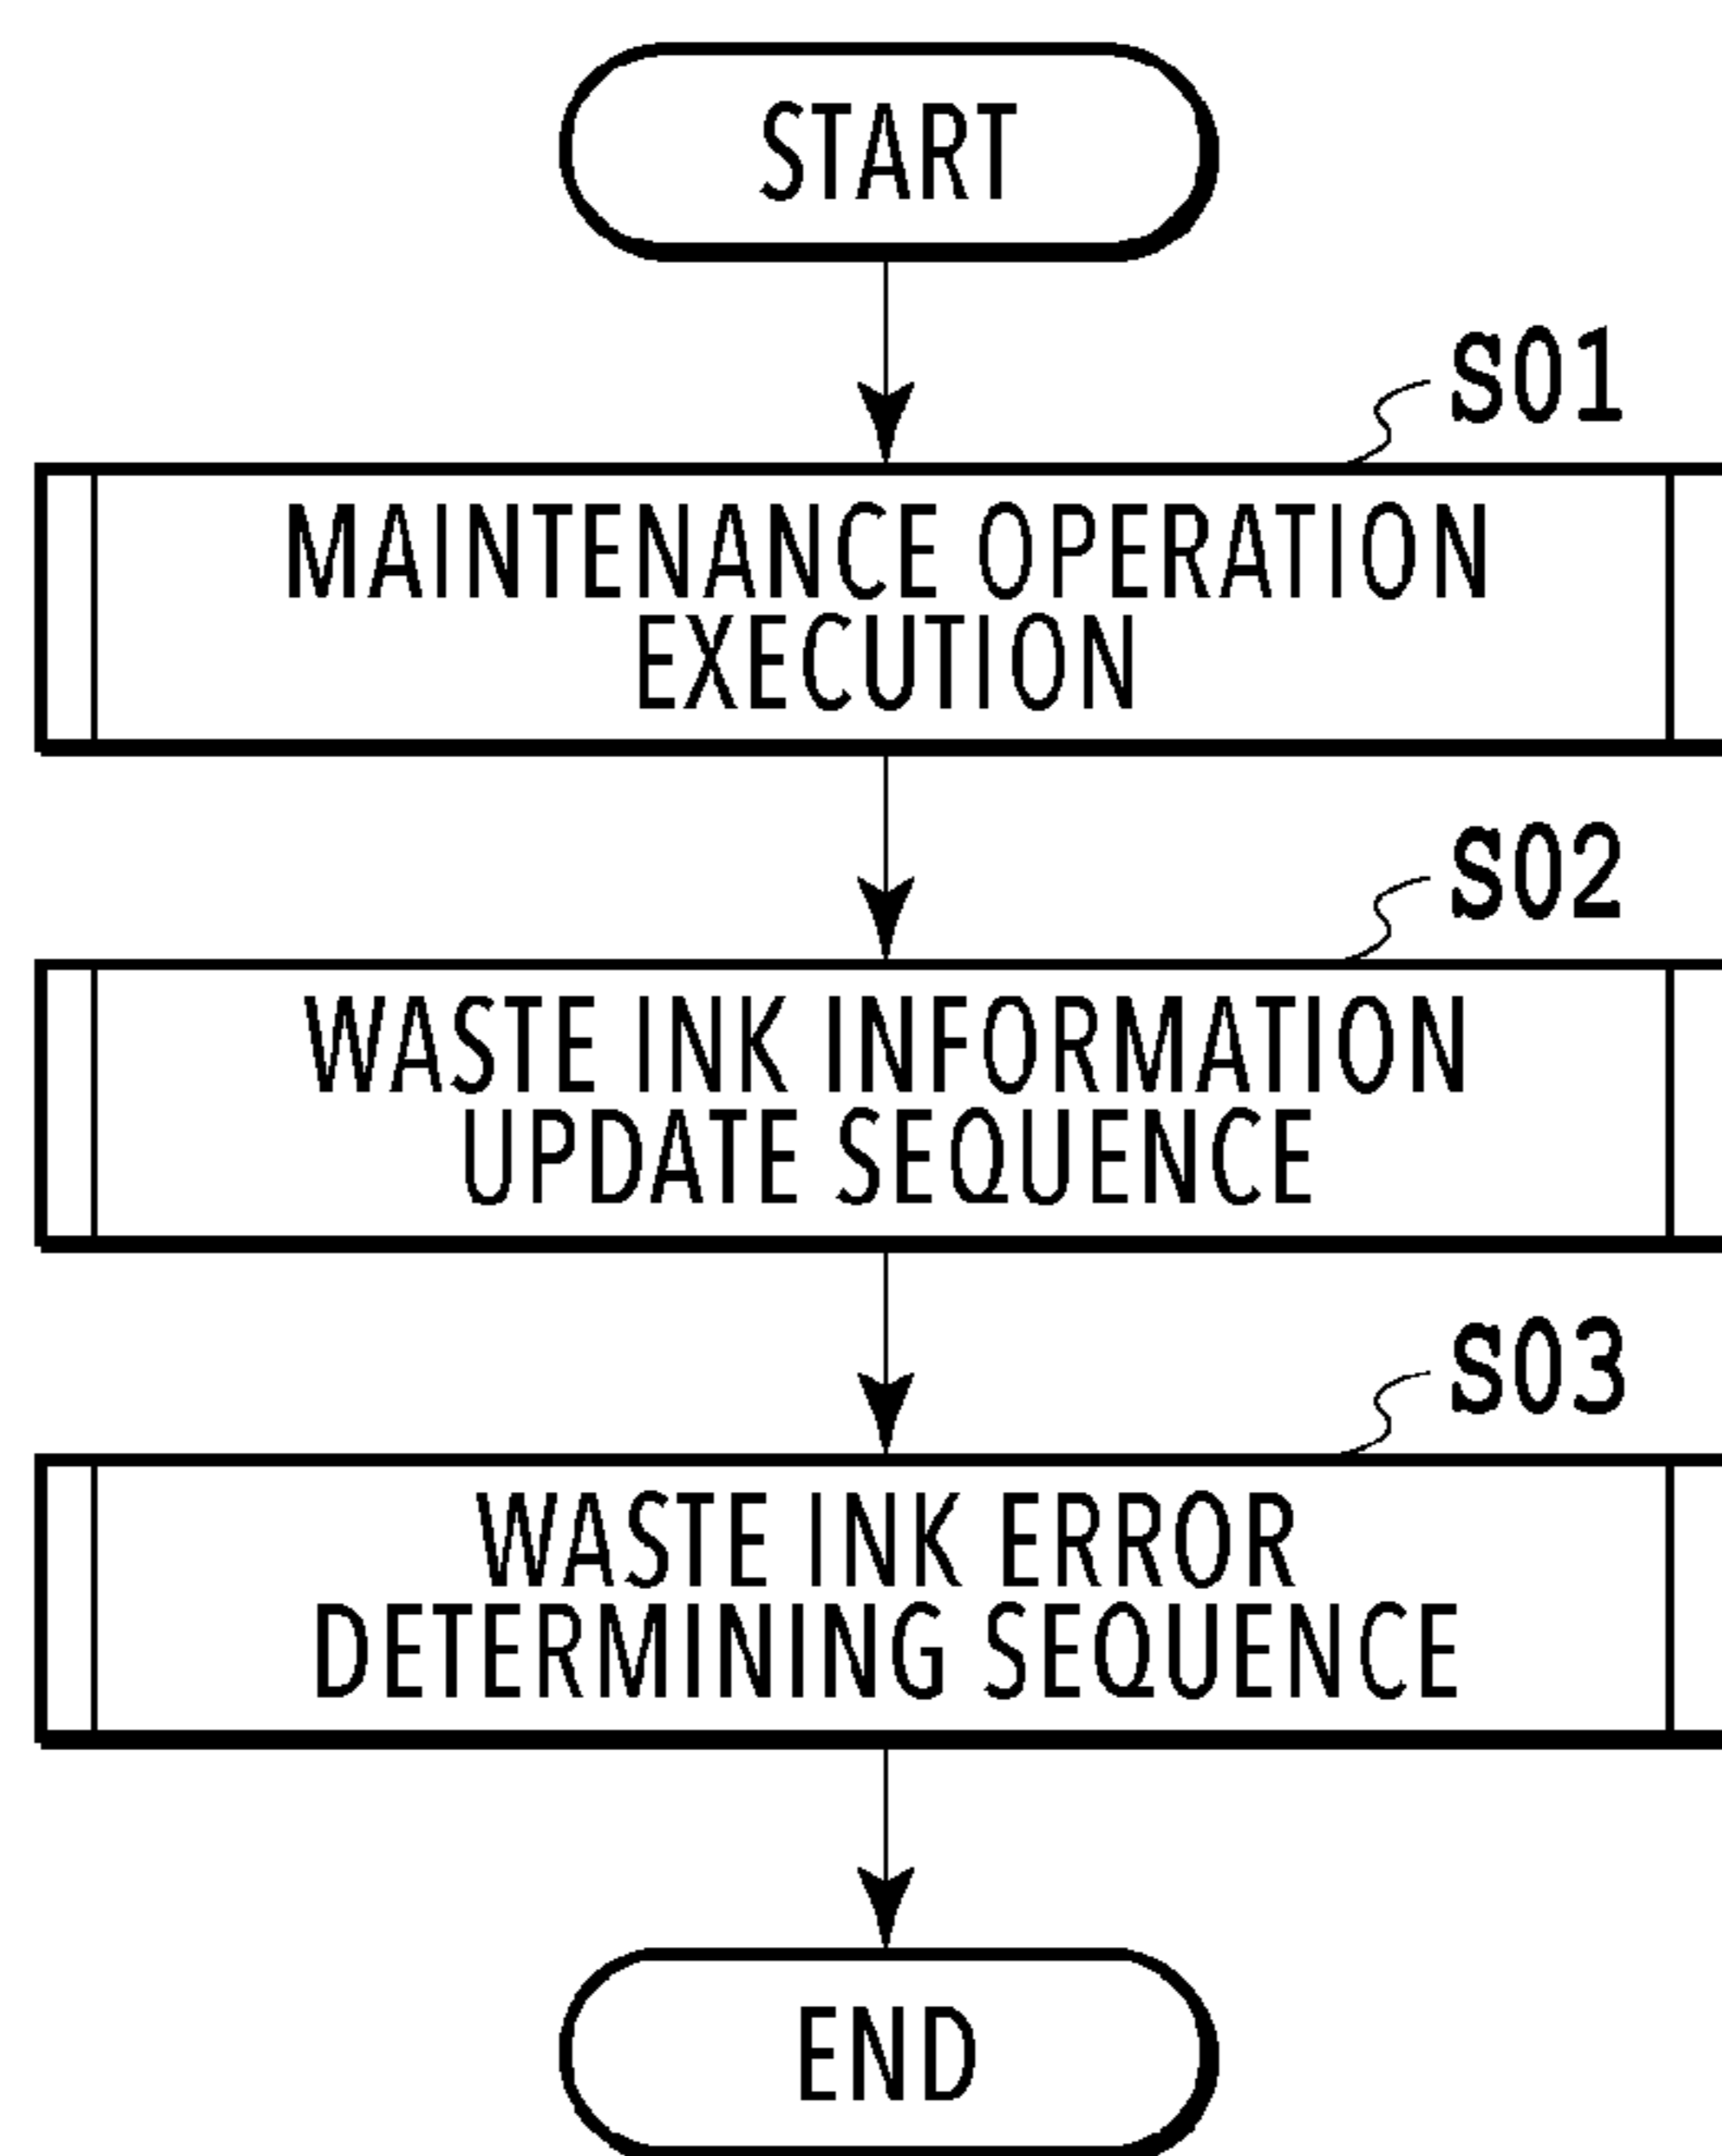 START
S01
MAINTENANCE OPERATION
EXECUTION
S02
WASTE INK INFORMATION
UPDATE SEQUENCE
S03
WASTE INK ERROR
DETERMINING SEQUENCE
END